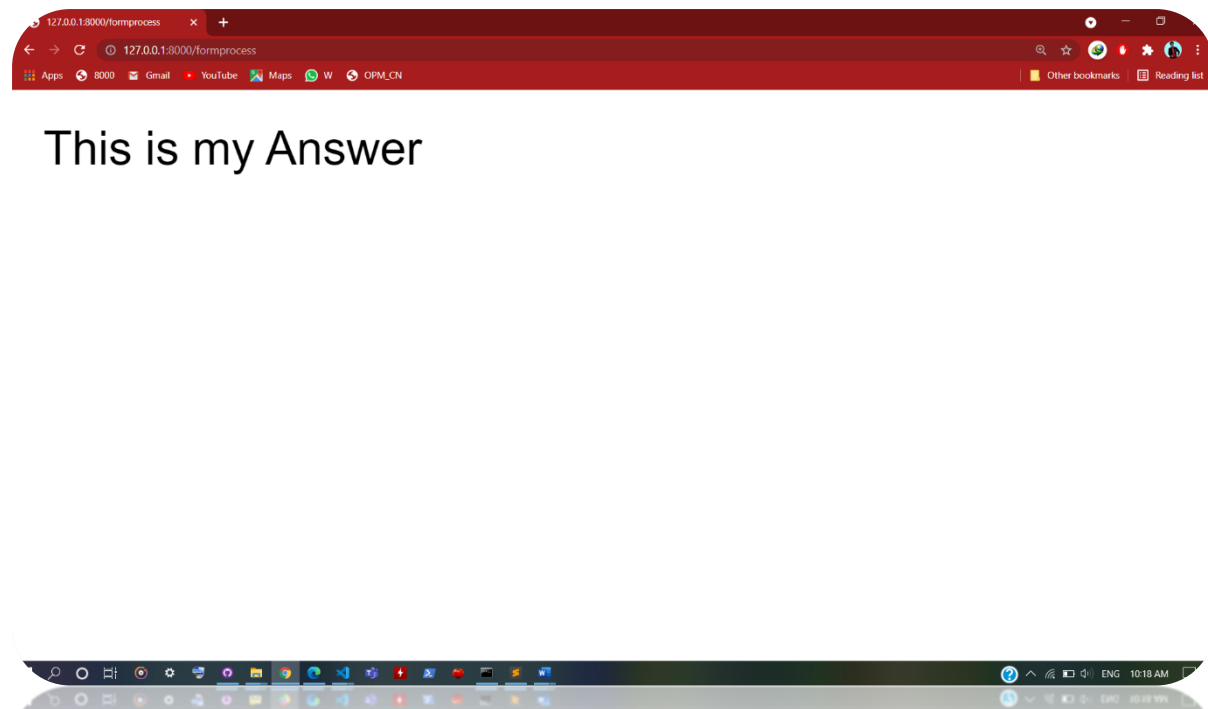 127.0.0.1:8000/formprocess
127.0.0.1:8000/formprocess
Apps 8000 Gmail YouTube Maps W OPM_CN Other bookmarks Reading list
This is my Answer
ENG 10:18 AM